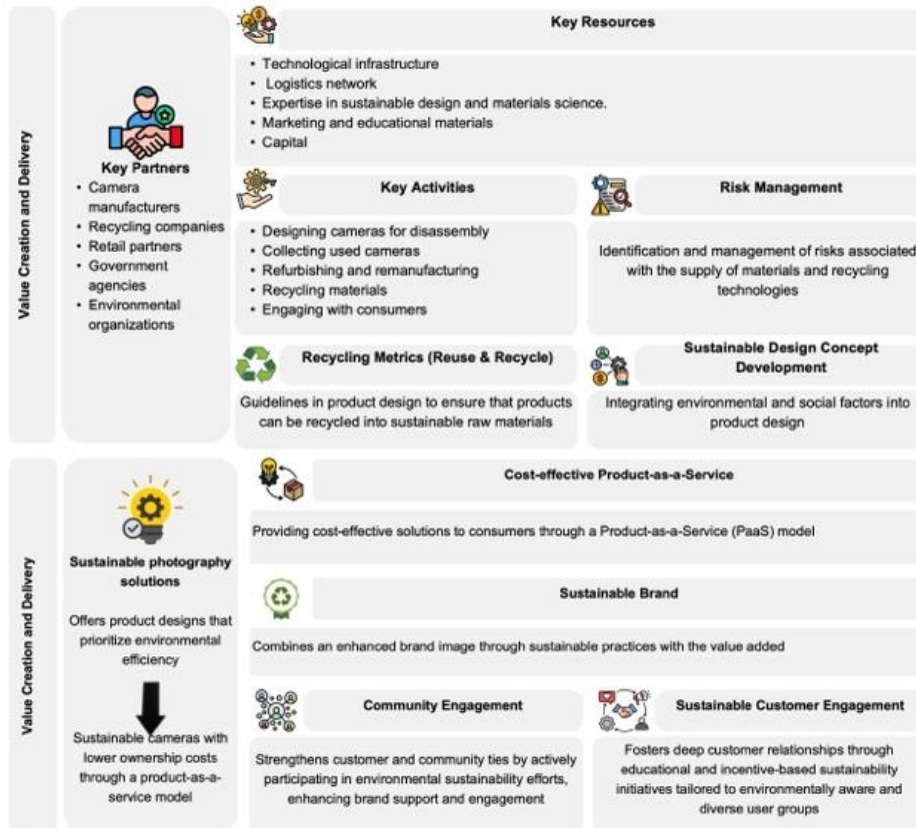 Value Creation and Delivery
Key Partners
• Camera
manufacturers
• Recycling companies
• Retail partners
• Government
agencies
• Environmental
organizations
Key Resources
• Technological infrastructure
• Logistics network
• Expertise in sustainable design and materials science.
• Marketing and educational materials
• Capital
Key Activities
• Designing cameras for disassembly
• Collecting used cameras
• Refurbishing and remanufacturing
• Recycling materials
• Engaging with consumers
Risk Management
Identification and management of risks associated
with the supply of materials and recycling
technologies
Recycling Metrics (Reuse & Recycle)
Guidelines in product design to ensure that products
can be recycled into sustainable raw materials
Sustainable Design Concept
Development
Integrating environmental and social factors into
product design
Value Creation and Delivery
Sustainable photography
solutions
Offers product designs that
prioritize environmental
efficiency
Sustainable cameras with
lower ownership costs
through a product-as-a-
service model
Cost-effective Product-as-a-Service
Providing cost-effective solutions to consumers through a Product-as-a-Service (PaaS) model
Sustainable Brand
Combines an enhanced brand image through sustainable practices with the value added
Community Engagement
Strengthens customer and community ties by actively
participating in environmental sustainability efforts,
enhancing brand support and engagement
Sustainable Customer Engagement
Fosters deep customer relationships through
educational and incentive-based sustainability
initiatives tailored to environmentally aware and
diverse user groups